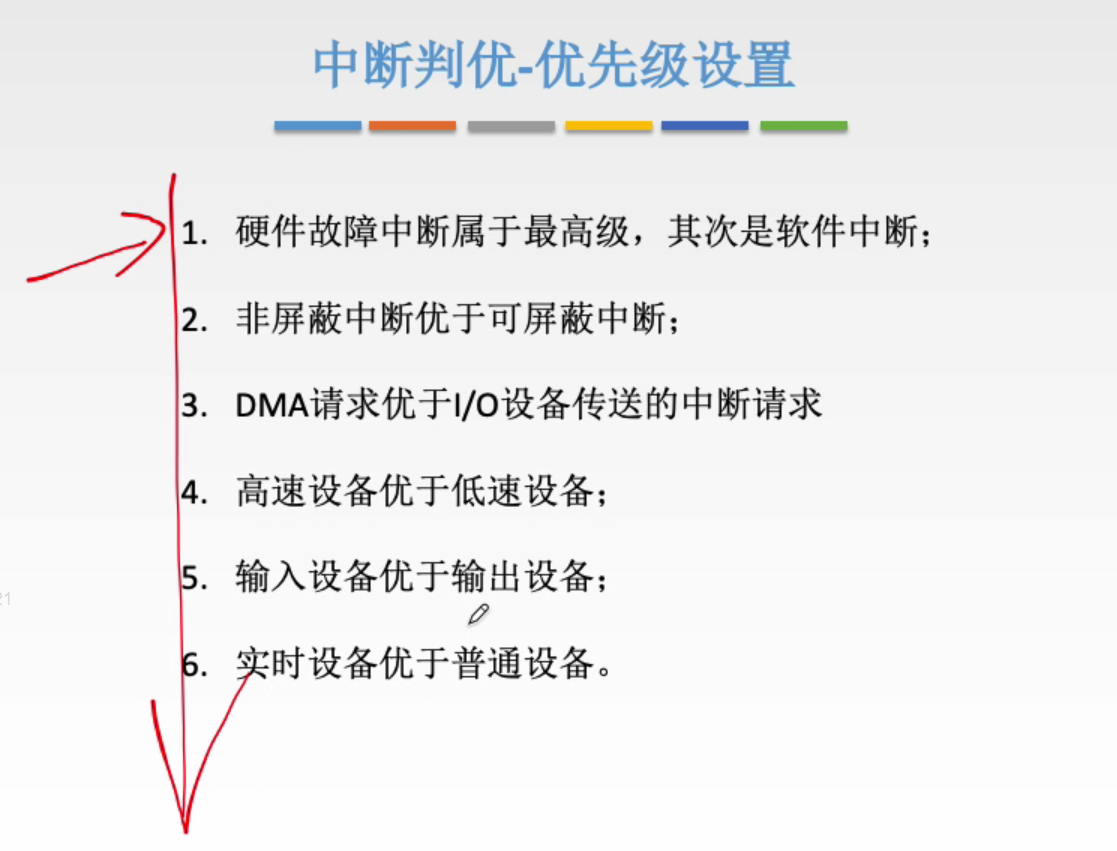 中断判优-优先级设置
1. 硬件故障中断属于最高级，其次是软件中断；
2. 非屏蔽中断优于可屏蔽中断；
3. DMA请求优于I/O设备传送的中断请求
4. 高速设备优于低速设备；
5. 输入设备优于输出设备；
21
6. 实时设备优于普通设备。